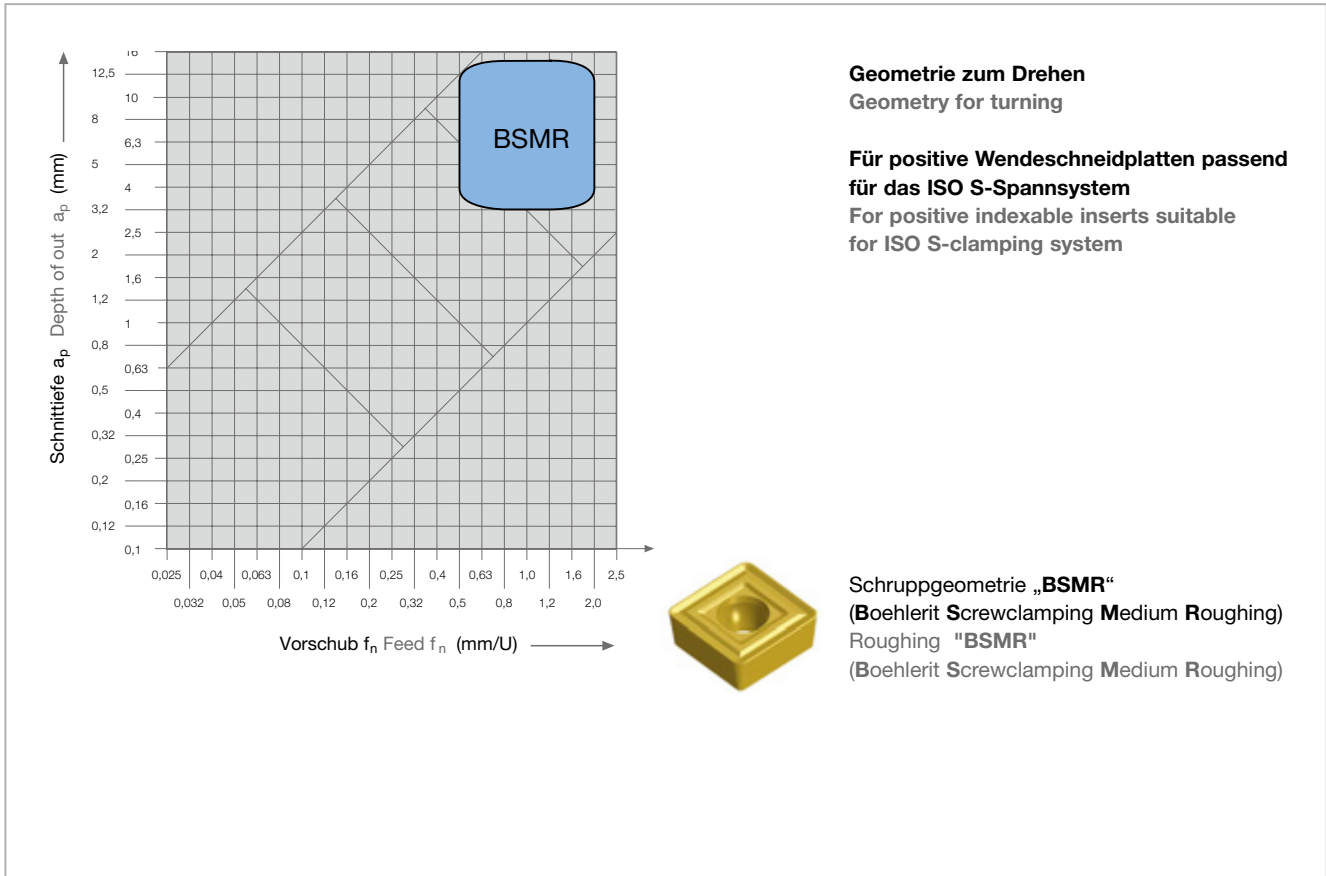 16
12,5
10
8
6,3
5
4
3,2
2,5
2
1,6
1,2
1
0,8
0,63
0,5
0,4
0,32
0,25
0,2
0,16
0,12
0,1
Schnittiefe ap Depth of out ap (mm)
BSMR
0,025 0,04 0,063 0,1 0,16 0,25 0,4 0,63 1,0 1,6 2,5
0,032 0,05 0,08 0,12 0,2 0,32 0,5 0,8 1,2 2,0
Vorschub fn Feed fn (mm/U)
Geometrie zum Drehen
Geometry for turning
Für positive Wendeschneidplatten passend
für das ISO S-Spannsystem
For positive indexable inserts suitable
for ISO S-clamping system
Schruppgeometrie „BSMR“
(Boehlerit Screwclamping Medium Roughing)
Roughing "BSMR"
(Boehlerit Screwclamping Medium Roughing)